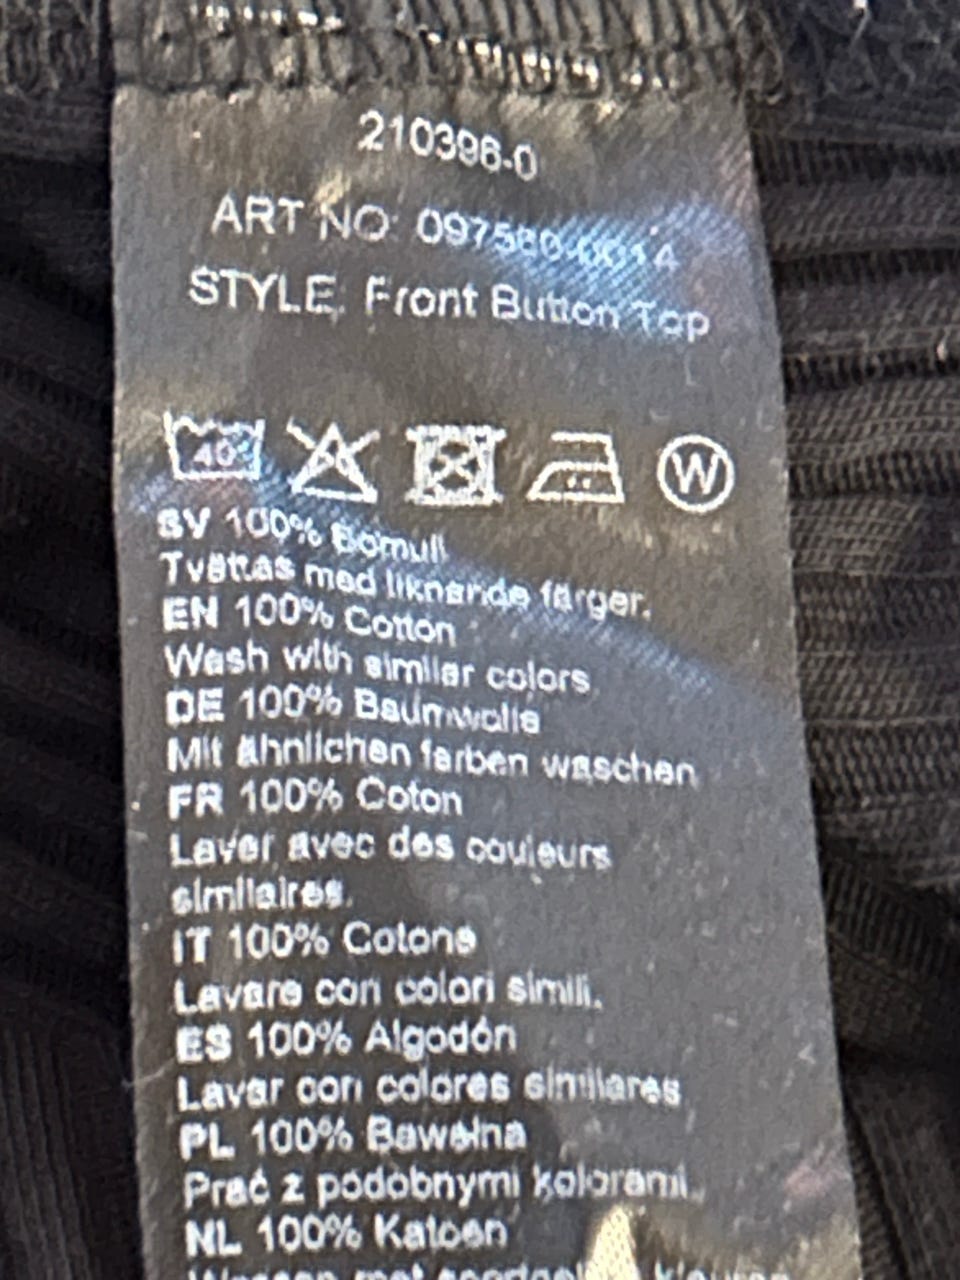 210396-0
ART NO: 097580-0014
STYLE: Front Button Top
40°
W
SV 100% Bomull
Tvättas med liknande färger.
EN 100% Cotton
Wash with similar colors
DE 100% Baumwolle
Mit ähnlichen farben waschen
FR 100% Coton
Laver avec des couleurs
similaires.
IT 100% Cotone
Lavare con colori simili.
ES 100% Algodón
Lavar con colores similares
PL 100% Bawełna
Prać z podobnymi kolorami.
NL 100% Katoen
Wassen met